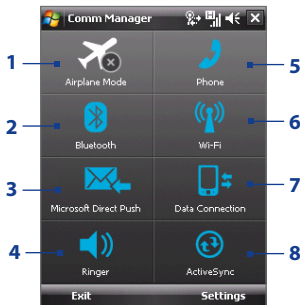 Comm Manager
1
Airplane Mode
Phone
5
2
Bluetooth
Wi-Fi
6
3
Microsoft Direct Push
Data Connection
7
4
Ringer
ActiveSync
8
Exit
Settings